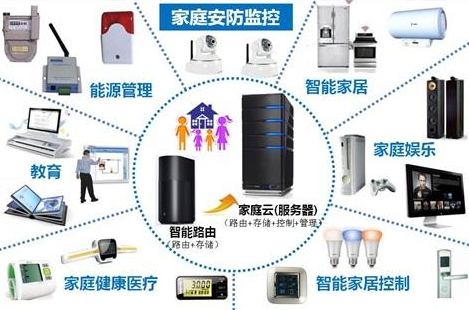 家庭安防监控
能源管理
智能家居
教育
家庭娱乐
家庭云(服务器)
(路由+存储+控制+管理)
智能路由
(路由+存储)
家庭健康医疗
智能家居控制